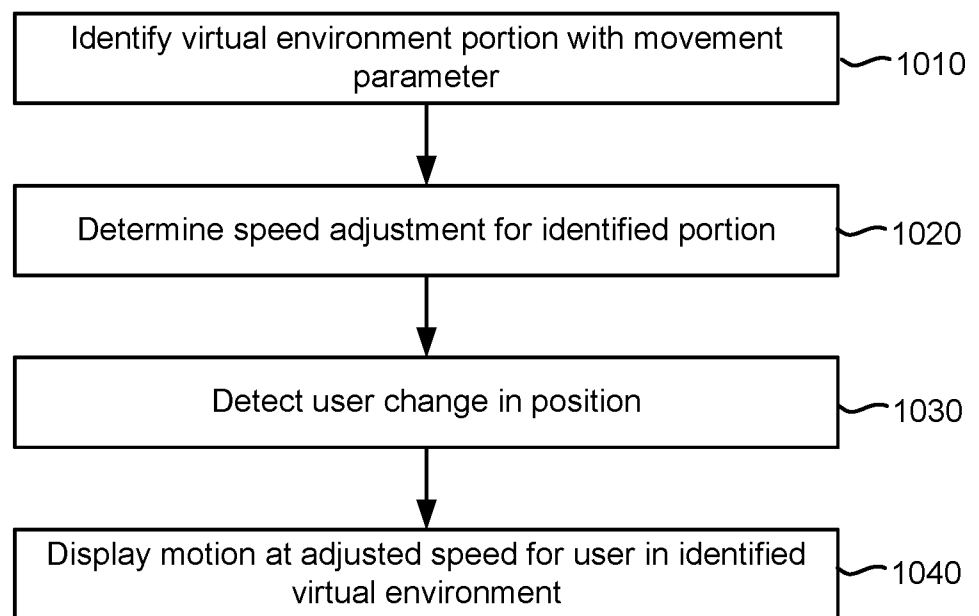 Identify virtual environment portion with movement
parameter
1010
Determine speed adjustment for identified portion
1020
Detect user change in position
1030
Display motion at adjusted speed for user in identified
virtual environment
1040